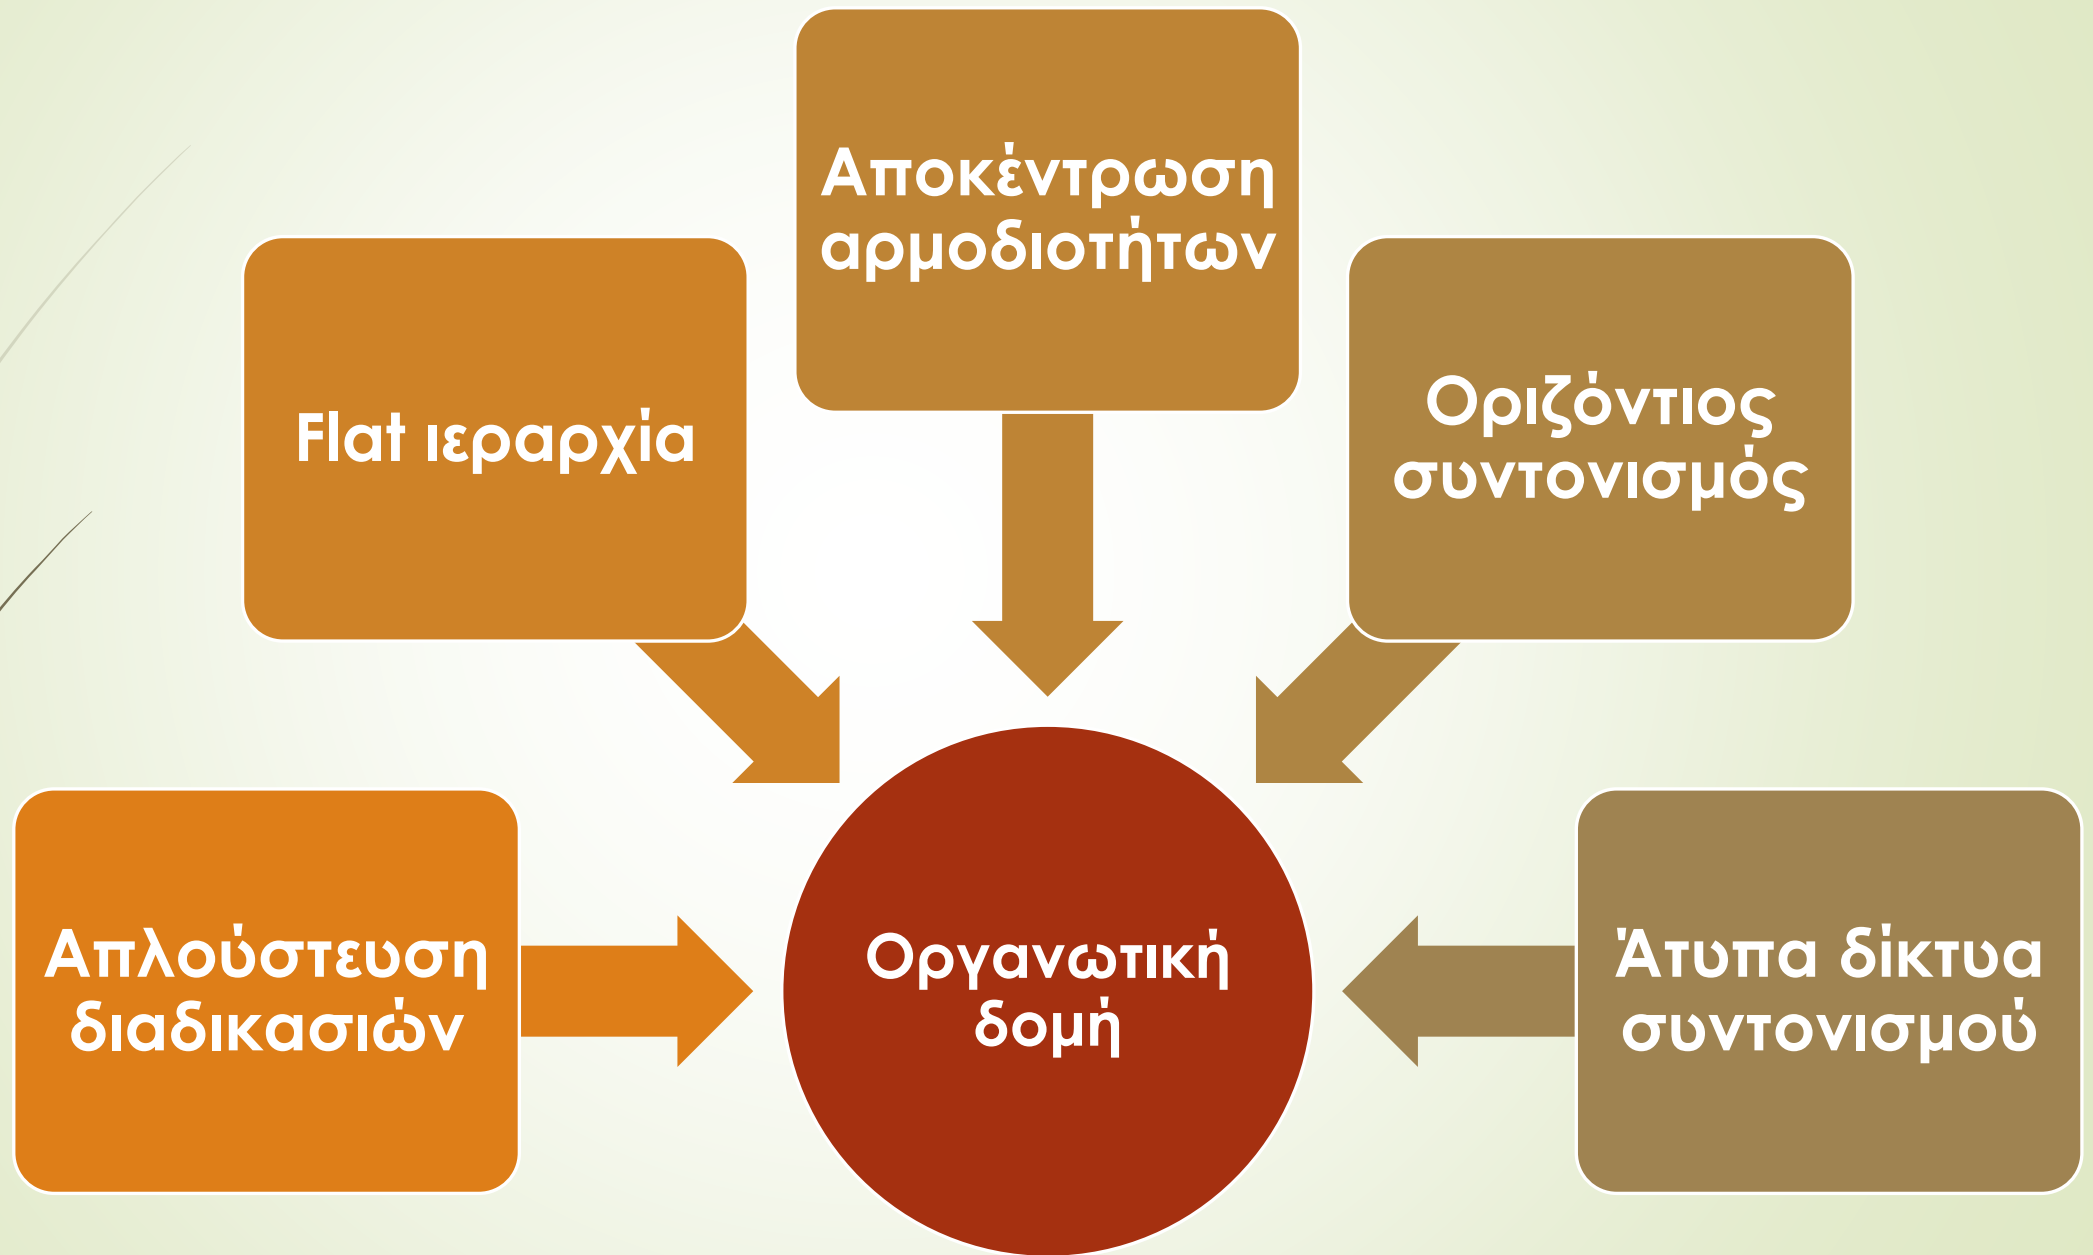 Αποκέντρωση
αρμοδιοτήτων
Flat ιεραρχία
Οριζόντιος
συντονισμός
Απλούστευση
διαδικασιών
Οργανωτική
δομή
Άτυπα δίκτυα
συντονισμού